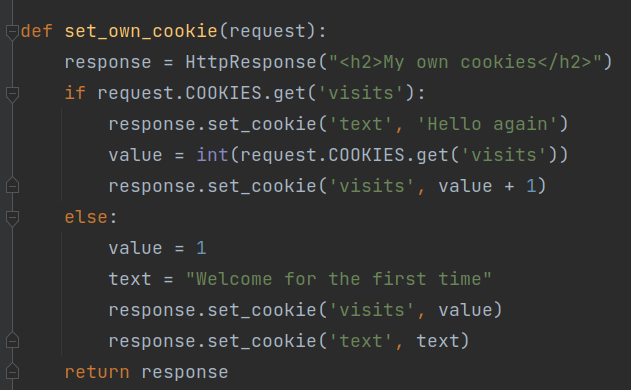 def set_own_cookie(request):
    response = HttpResponse("<h2>My own cookies</h2>")
    if request.COOKIES.get('visits'):
        response.set_cookie('text', 'Hello again')
        value = int(request.COOKIES.get('visits'))
        response.set_cookie('visits', value + 1)
    else:
        value = 1
        text = "Welcome for the first time"
        response.set_cookie('visits', value)
        response.set_cookie('text', text)
    return response